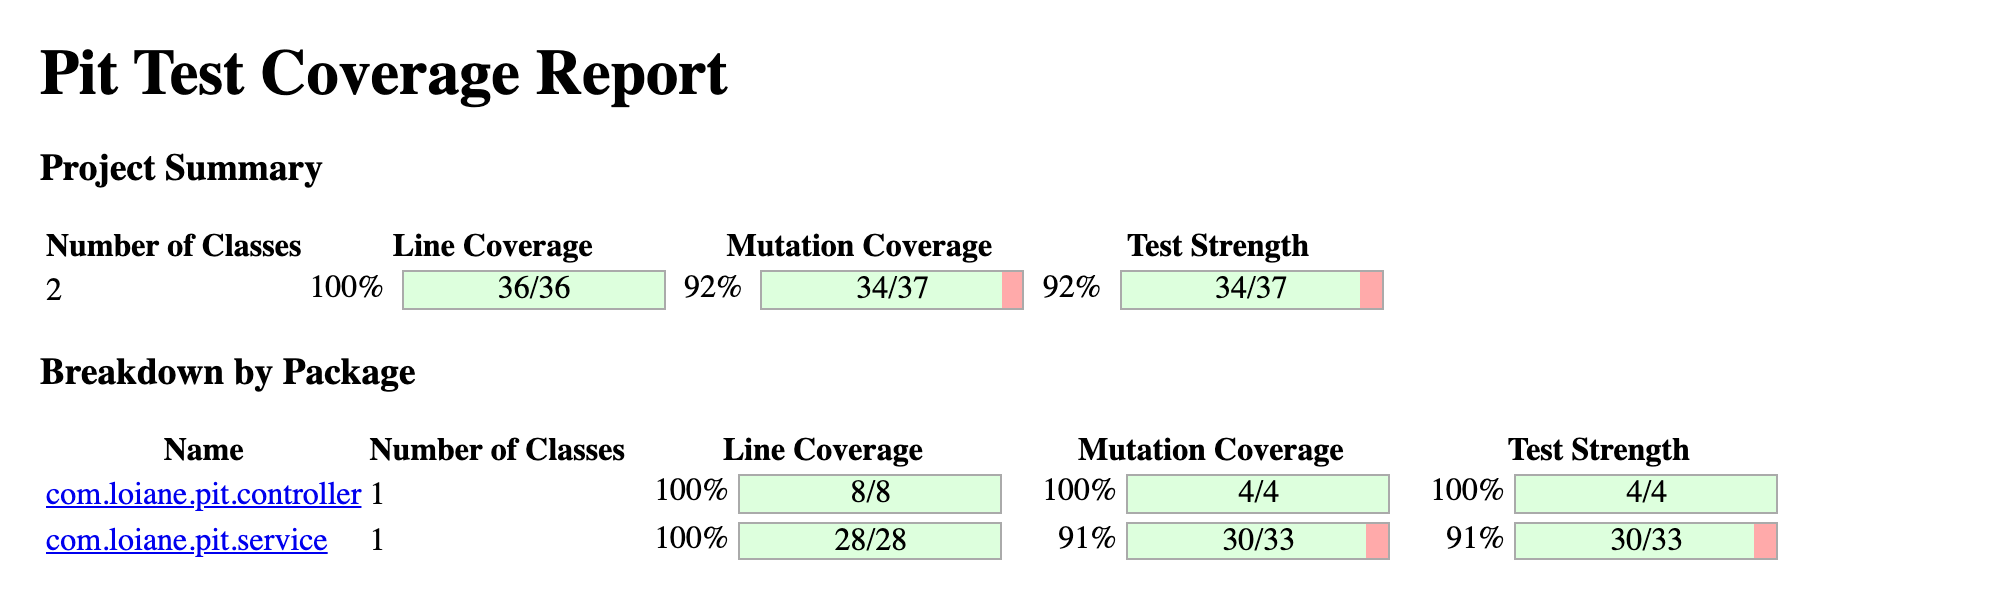 Pit Test Coverage Report
Project Summary
Number of Classes Line Coverage Mutation Coverage Test Strength
2 100% 36/36 92% 34/37 92% 34/37
Breakdown by Package
Name Number of Classes Line Coverage Mutation Coverage Test Strength
com.loiane.pit.controller 1 100% 8/8 100% 4/4 100% 4/4
com.loiane.pit.service 1 100% 28/28 91% 30/33 91% 30/33